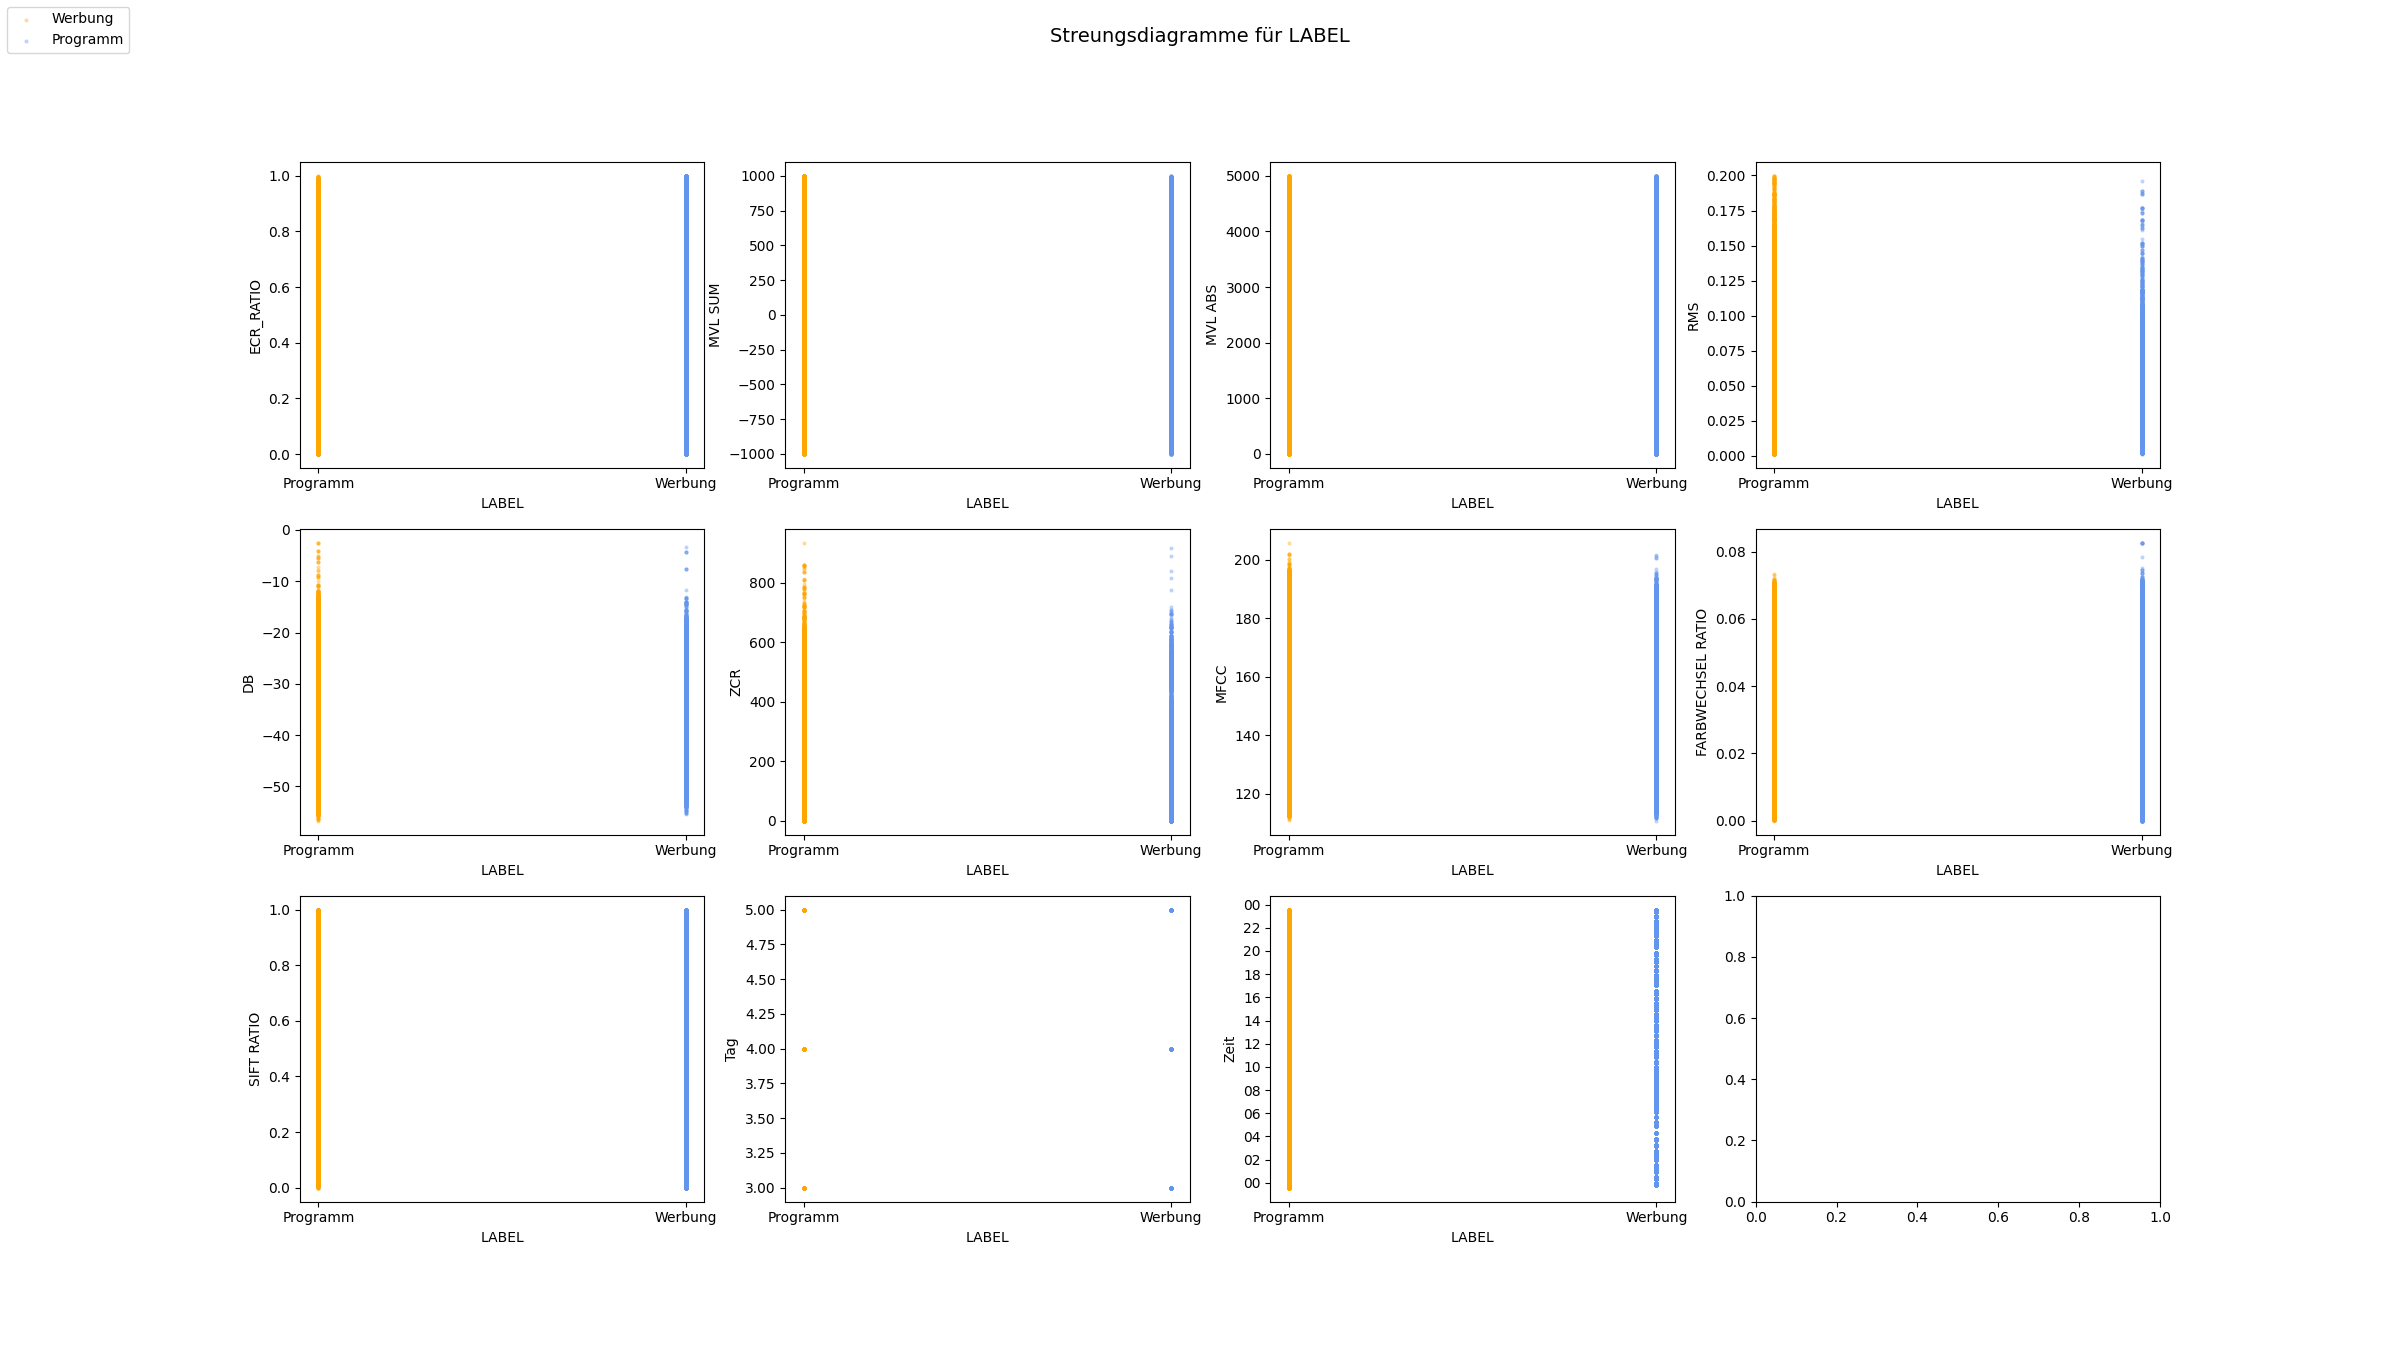 Werbung
Programm
Streungsdiagramme für LABEL
1.0
0.8
0.6
0.4
0.2
0.0
ECR_RATIO
Programm Werbung
LABEL
1000
750
500
250
0
−250
−500
−750
−1000
MVL SUM
Programm Werbung
LABEL
5000
4000
3000
2000
1000
0
MVL ABS
Programm Werbung
LABEL
0.200
0.175
0.150
0.125
0.100
0.075
0.050
0.025
0.000
RMS
Programm Werbung
LABEL
0
−10
−20
−30
−40
−50
DB
Programm Werbung
LABEL
800
600
400
200
0
ZCR
Programm Werbung
LABEL
200
180
160
140
120
MFCC
Programm Werbung
LABEL
0.08
0.06
0.04
0.02
0.00
FARBWECHSEL RATIO
Programm Werbung
LABEL
1.0
0.8
0.6
0.4
0.2
0.0
SIFT RATIO
Programm Werbung
LABEL
5.00
4.75
4.50
4.25
4.00
3.75
3.50
3.25
3.00
Tag
Programm Werbung
LABEL
00
22
20
18
16
14
12
10
08
06
04
02
00
Zeit
Programm Werbung
LABEL
1.0
0.8
0.6
0.4
0.2
0.0
0.0 0.2 0.4 0.6 0.8 1.0